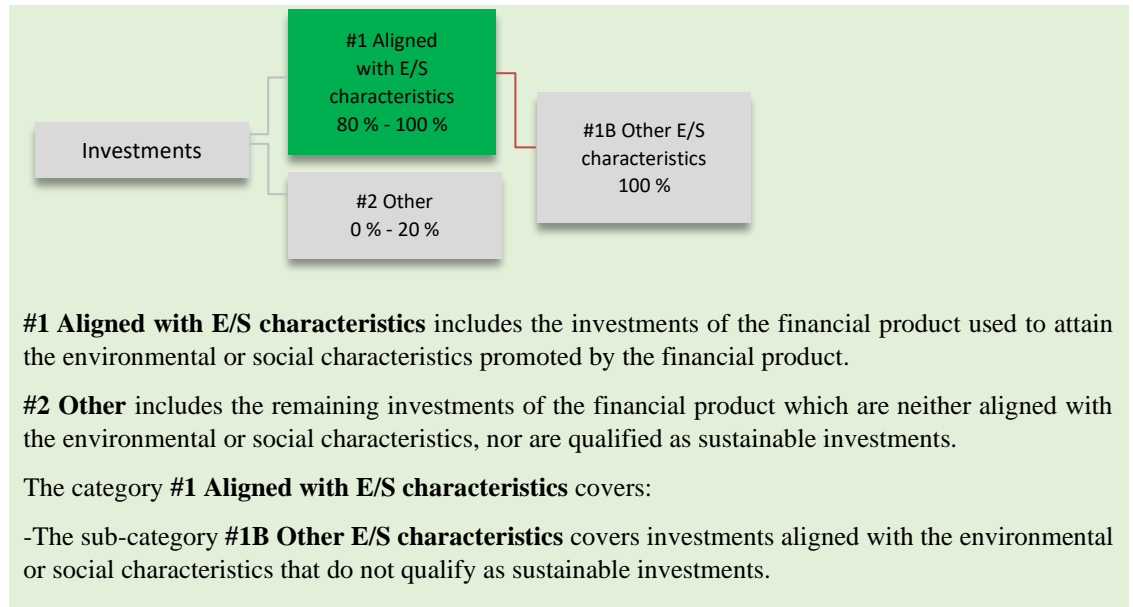 #1 Aligned
with E/S
characteristics
80 % - 100 %
Investments
#1B Other E/S
characteristics
100 %
#2 Other
0 % - 20 %
#1 Aligned with E/S characteristics includes the investments of the financial product used to attain
the environmental or social characteristics promoted by the financial product.
#2 Other includes the remaining investments of the financial product which are neither aligned with
the environmental or social characteristics, nor are qualified as sustainable investments.
The category #1 Aligned with E/S characteristics covers:
-The sub-category #1B Other E/S characteristics covers investments aligned with the environmental
or social characteristics that do not qualify as sustainable investments.